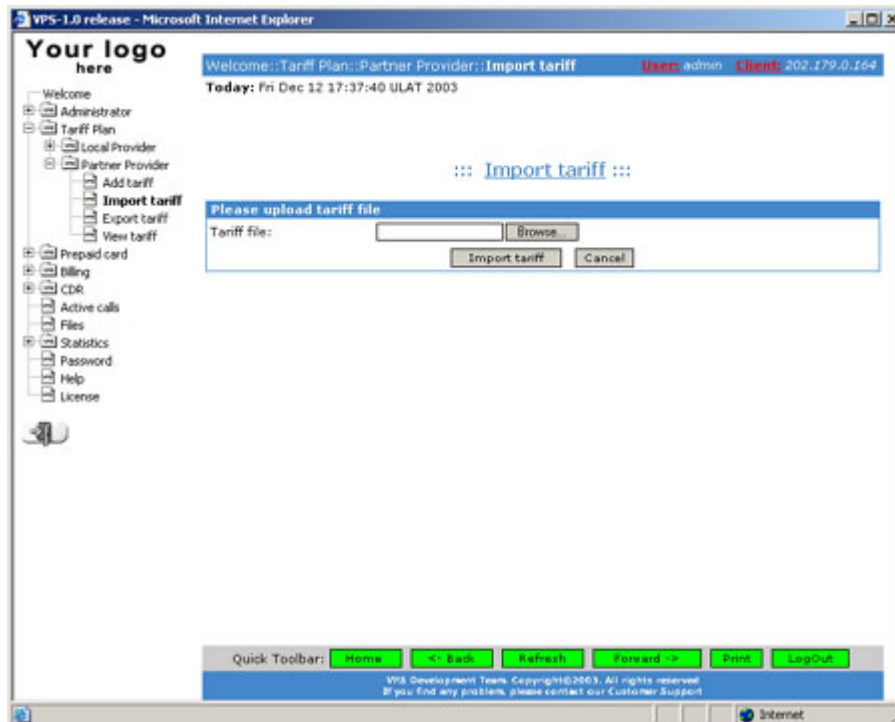 VPS-1.0 release - Microsoft Internet Explorer
Your logo
here
Welcome::Tariff Plan::Partner Provider::Import tariff User: admin Client: 202.179.0.164
Today: Fri Dec 12 17:37:40 ULAT 2003
Welcome
Administrator
Tariff Plan
Local Provider
Partner Provider
Add tariff
Import tariff
Export tariff
View tariff
Prepaid card
Billing
CDR
Active calls
Files
Statistics
Password
Help
License
::: Import tariff :::
Please upload tariff file
Tariff file: Browse...
Import tariff Cancel
Quick Toolbar: Home <- Back Refresh Forward -> Print LogOut
VPS Development Team. Copyright©2003. All rights reserved
If you find any problem, please contact our Customer Support
Internet